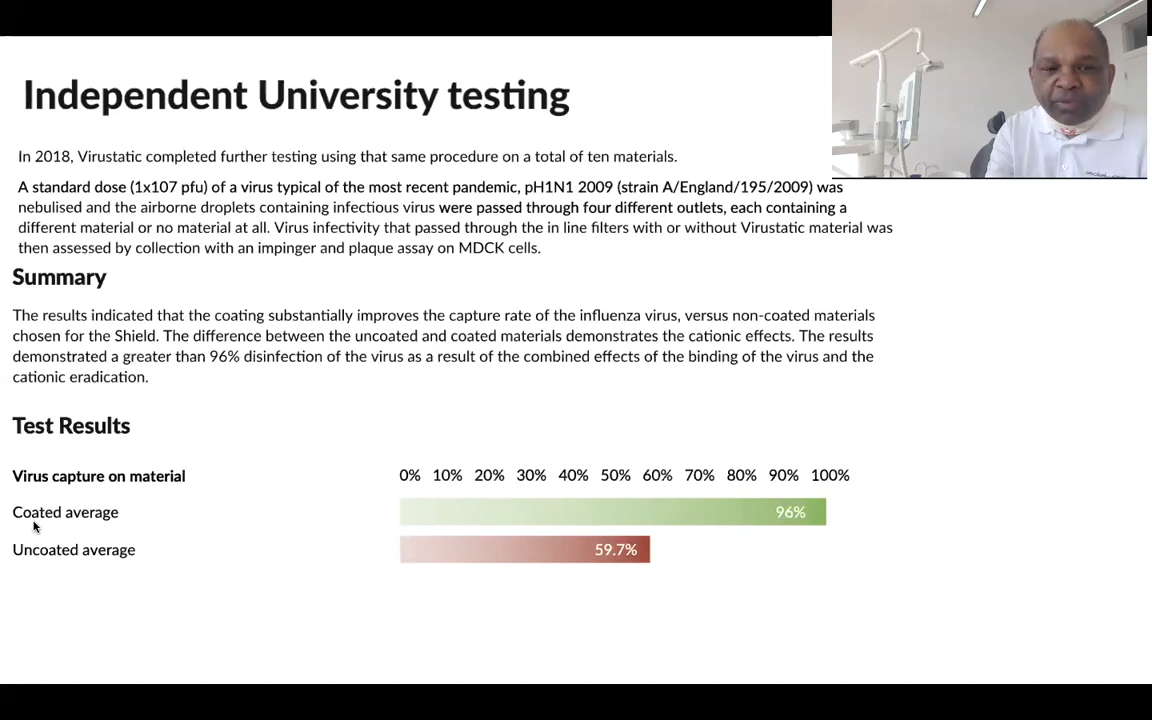 Independent University testing
In 2018, Virustatic completed further testing using that same procedure on a total of ten materials.
A standard dose (1x107 pfu) of a virus typical of the most recent pandemic, pH1N1 2009 (strain A/England/195/2009) was
nebulised and the airborne droplets containing infectious virus were passed through four different outlets, each containing a
different material or no material at all. Virus infectivity that passed through the in line filters with or without Virustatic material was
then assessed by collection with an impinger and plaque assay on MDCK cells.
Summary
The results indicated that the coating substantially improves the capture rate of the influenza virus, versus non-coated materials
chosen for the Shield. The difference between the uncoated and coated materials demonstrates the cationic effects. The results
demonstrated a greater than 96% disinfection of the virus as a result of the combined effects of the binding of the virus and the
cationic eradication.
Test Results
Virus capture on material 0% 10% 20% 30% 40% 50% 60% 70% 80% 90% 100%
Coated average 96%
Uncoated average 59.7%